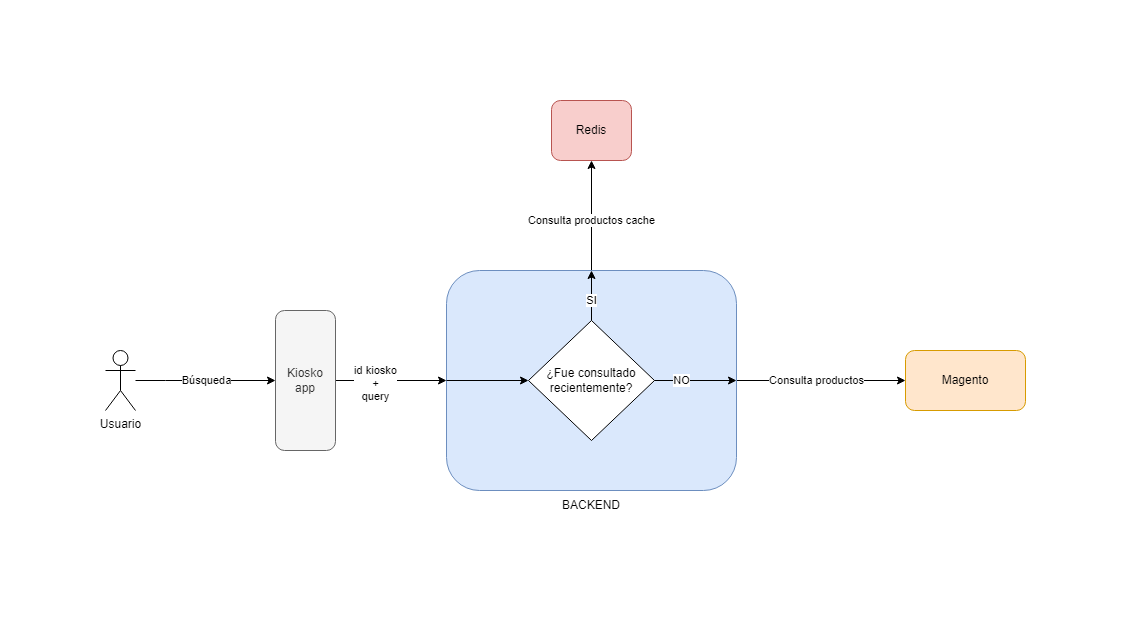 Redis
Consulta productos cache
SI
Usuario
Búsqueda
Kiosko
app
id kiosko
+
query
¿Fue consultado
recientemente?
NO
Consulta productos
Magento
BACKEND